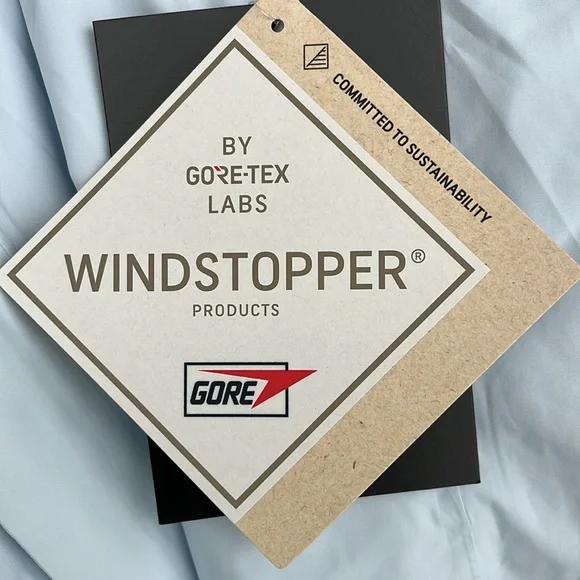 COMMITTED TO SUSTAINABILITY
BY
GORE-TEX
LABS
WINDSTOPPER®
PRODUCTS
GORE